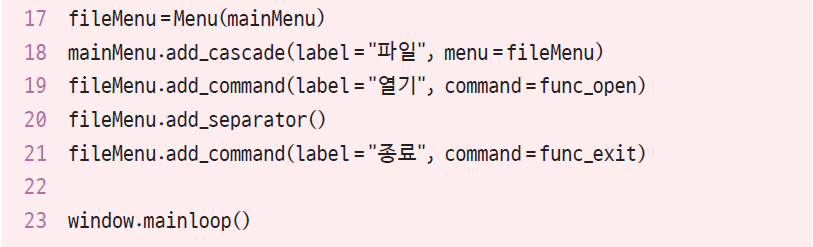 17 fileMenu=Menu(mainMenu)
18 mainMenu.add_cascade(label="파일", menu=fileMenu)
19 fileMenu.add_command(label="열기", command=func_open)
20 fileMenu.add_separator()
21 fileMenu.add_command(label="종료", command=func_exit)
22
23 window.mainloop()